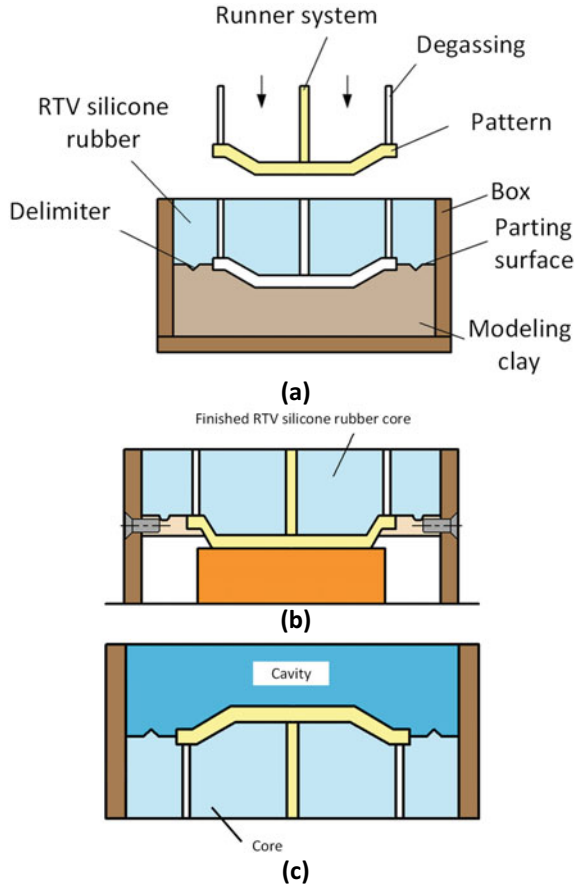 Runner system
Degassing
RTV silicone
rubber
Pattern
Delimiter
Box
Parting
surface
Modeling
clay
(a)
Finished RTV silicone rubber core
(b)
Cavity
Core
(c)